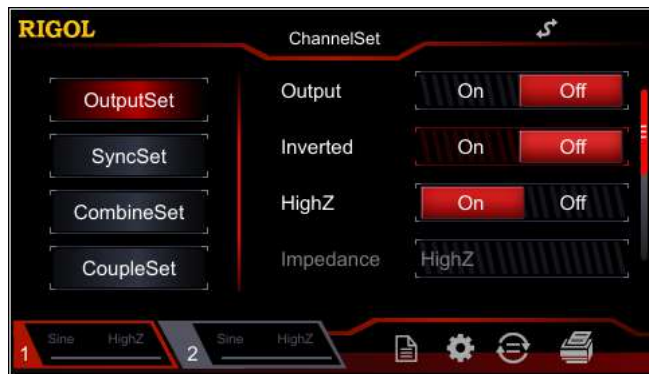 RIGOL
ChannelSet
OutputSet
Output
On
Off
SyncSet
Inverted
On
Off
CombineSet
HighZ
On
Off
CoupleSet
Impedance
HighZ
1
Sine
HighZ
2
Sine
HighZ